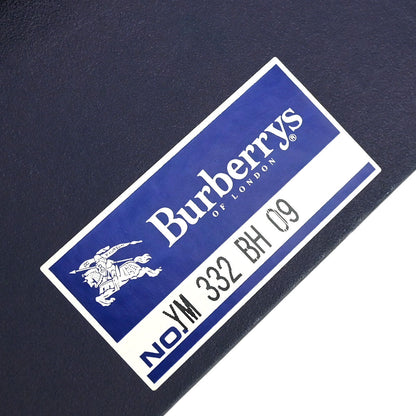 Burberrys®
OF LONDON
NO. YM 332 BH 09